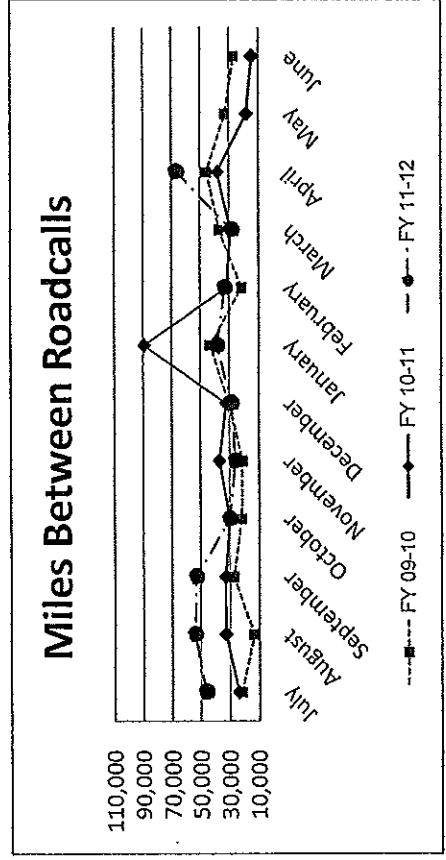 Miles Between Roadcalls
110,000
90,000
70,000
50,000
30,000
10,000
July
August
September
October
November
December
January
February
March
April
May
June
FY 09-10
FY 10-11
FY 11-12